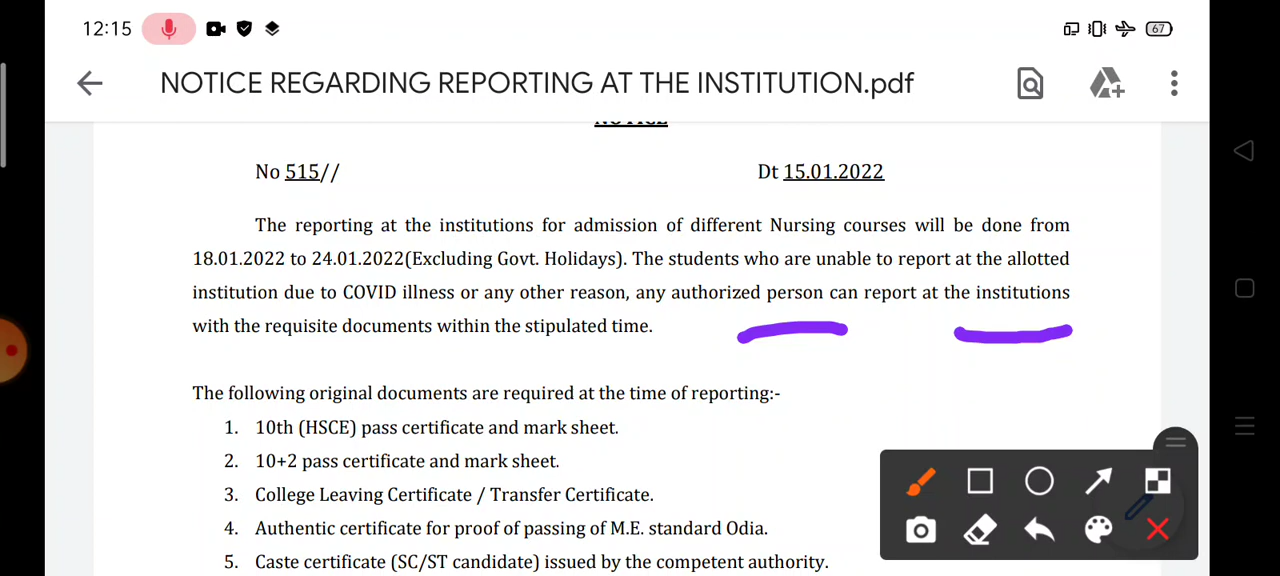 12:15
67
NOTICE REGARDING REPORTING AT THE INSTITUTION.pdf
NOTICE
No 515//
Dt 15.01.2022
The reporting at the institutions for admission of different Nursing courses will be done from
18.01.2022 to 24.01.2022(Excluding Govt. Holidays). The students who are unable to report at the allotted
institution due to COVID illness or any other reason, any authorized person can report at the institutions
with the requisite documents within the stipulated time.
The following original documents are required at the time of reporting:-
1. 10th (HSCE) pass certificate and mark sheet.
2. 10+2 pass certificate and mark sheet.
3. College Leaving Certificate / Transfer Certificate.
4. Authentic certificate for proof of passing of M.E. standard Odia.
5. Caste certificate (SC/ST candidate) issued by the competent authority.